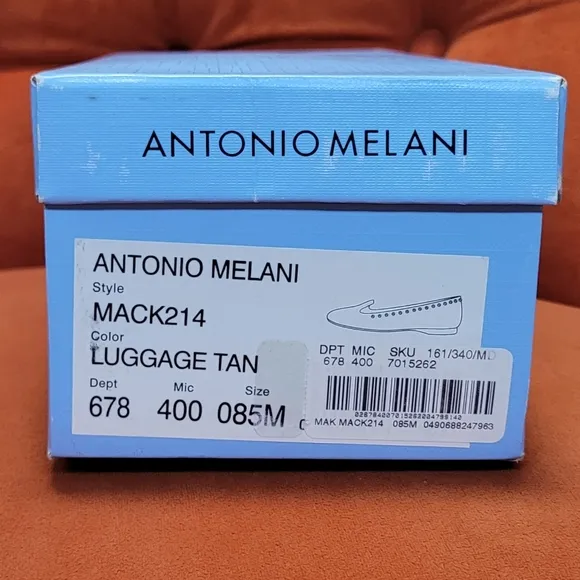 ANTONIO MELANI
ANTONIO MELANI
Style
MACK214
Color
LUGGAGE TAN
Dept Mic Size
678 400 085M
DPT MIC SKU 161/340/MD
678 400 7015262
MAK MACK214 085M 0490688247963